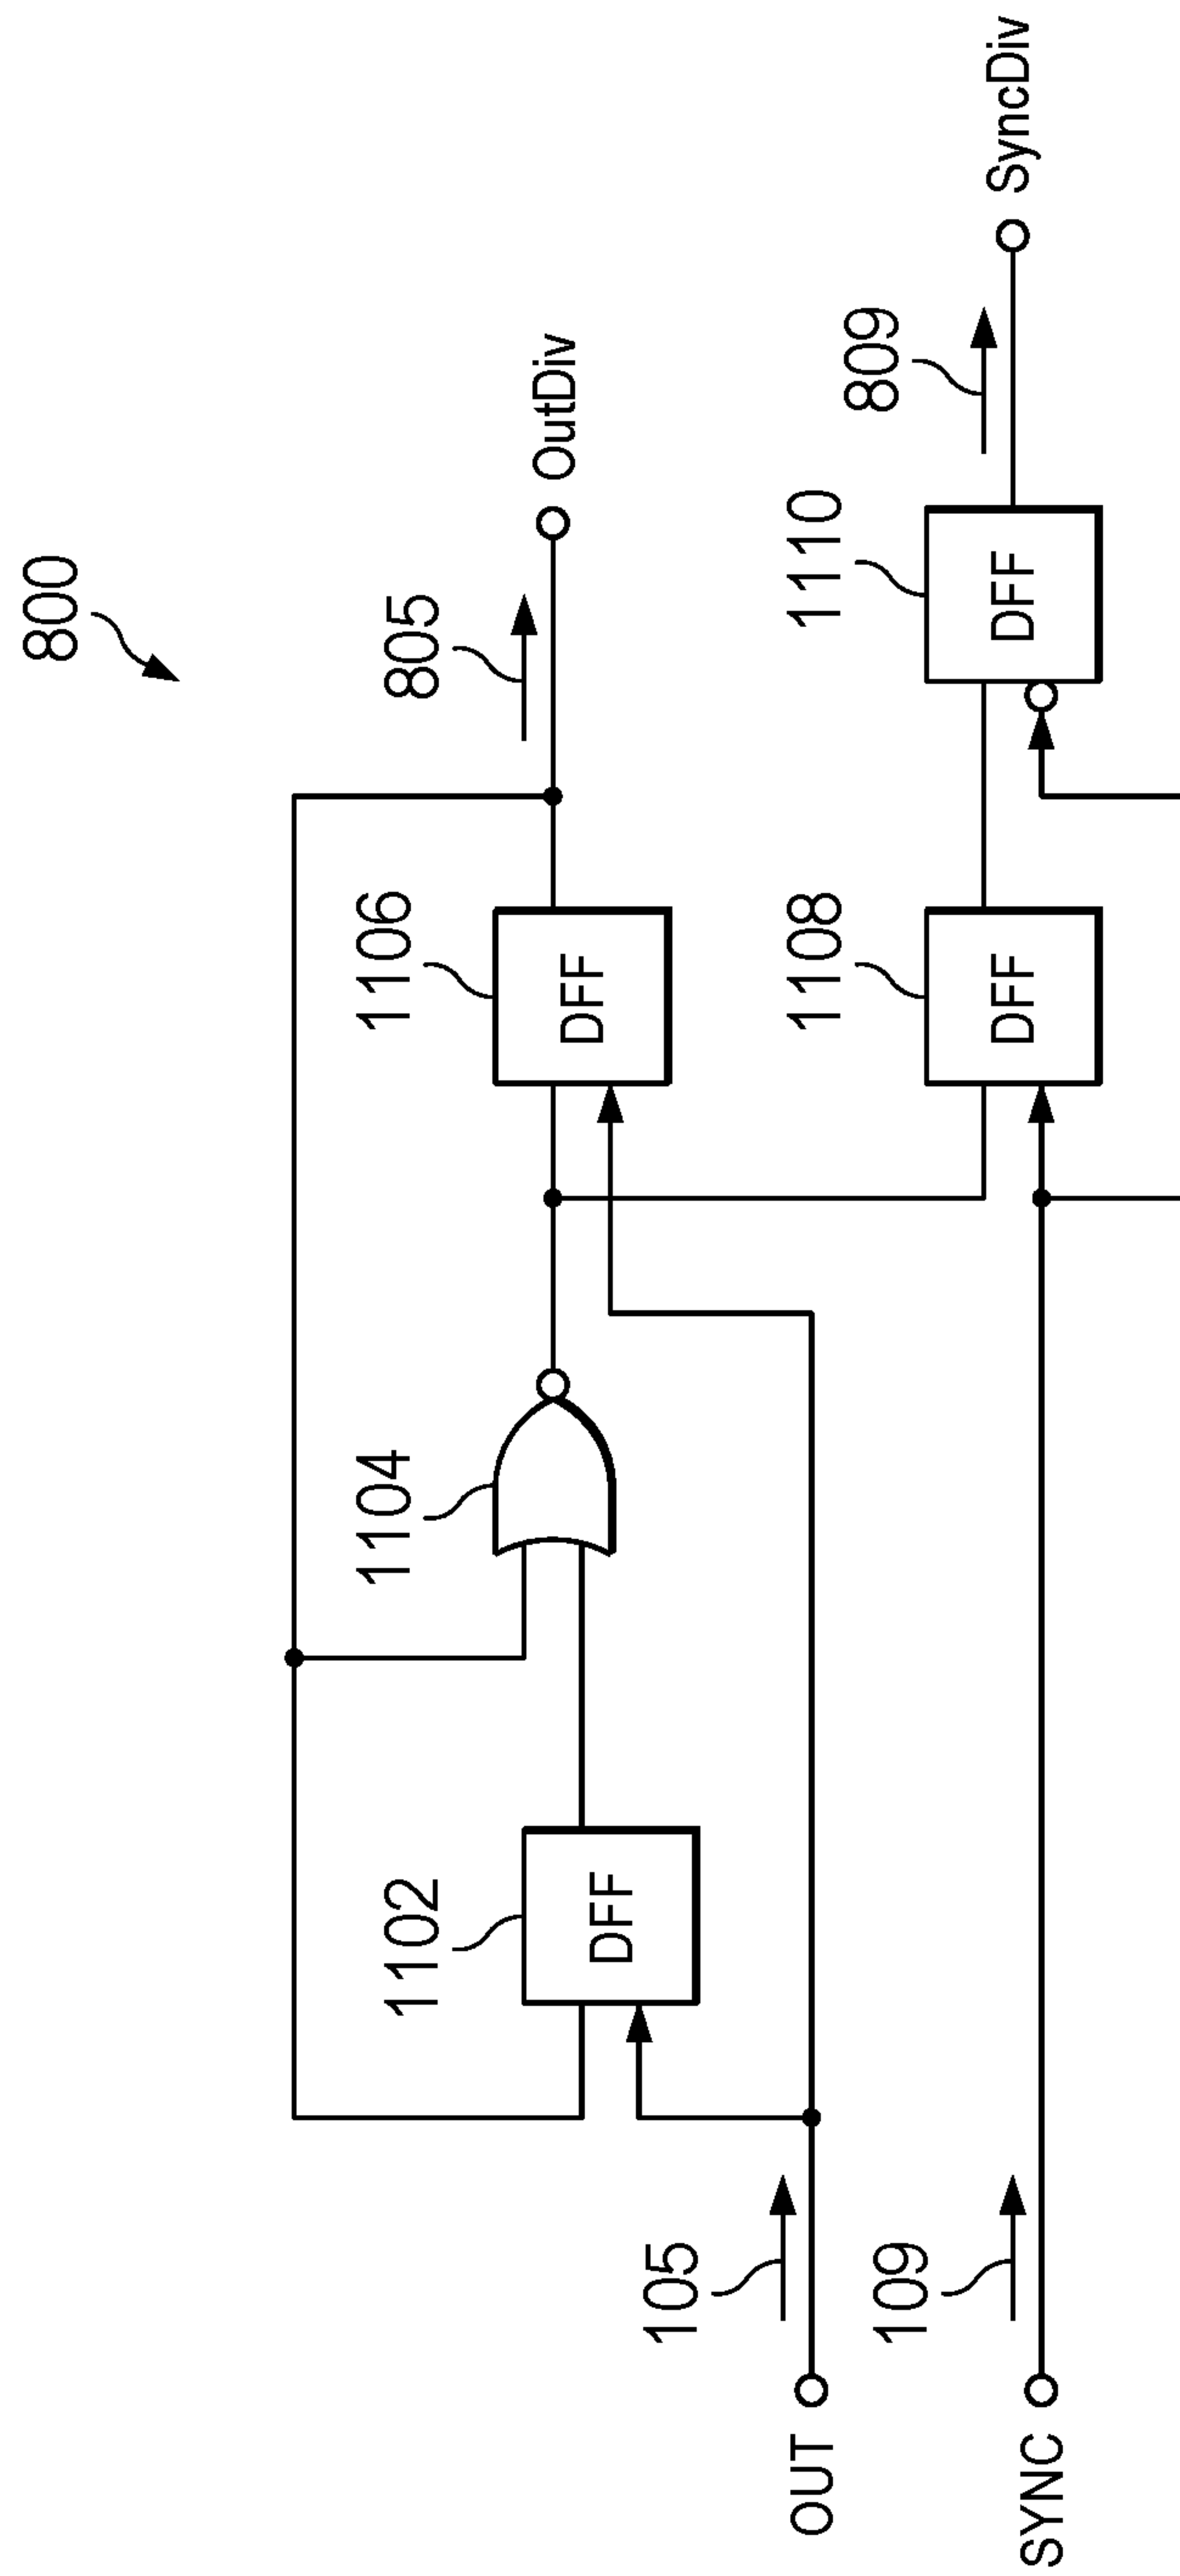 800
805
OutDiv
1102
DFF
1104
1106
DFF
105
OUT
109
SYNC
1108
DFF
1110
DFF
809
SyncDiv